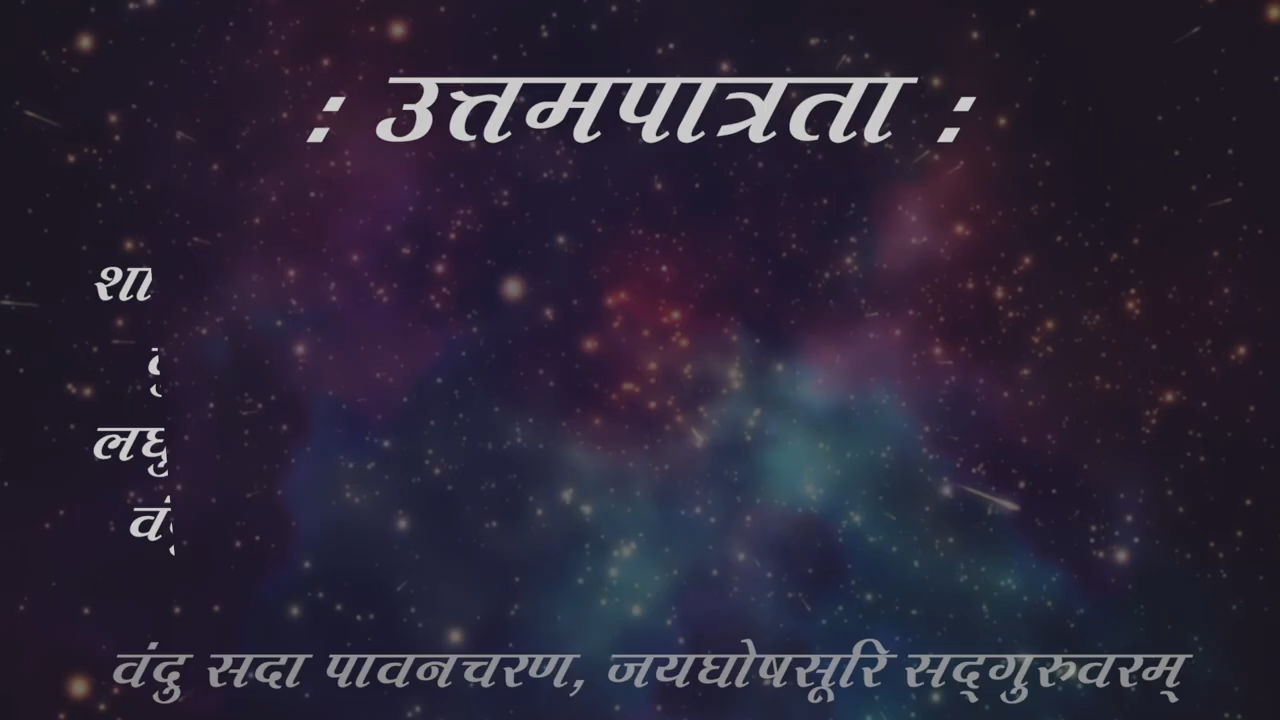 : उत्तमपात्रता :
वंदु सदा पावनचरण, जयघोषसूरि सद्‌गुरुवरम्